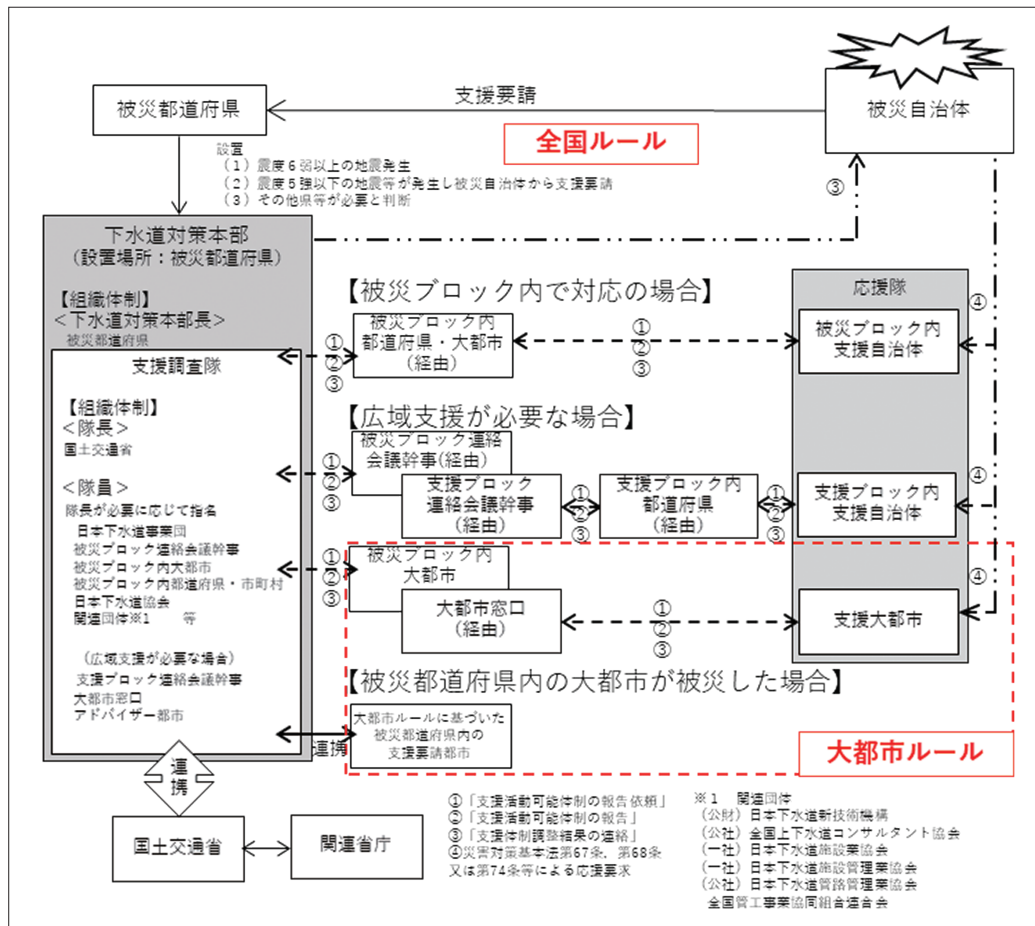 被災都道府県
支援要請
被災自治体
全国ルール
設置
(1)震度6弱以上の地震発生
(2)震度5強以下の地震等が発生し被災自治体から支援要請
(3)その他県等が必要と判断
③
下水道対策本部
(設置場所：被災都道府県)
【組織体制】
<下水道対策本部長>
被災都道府県
支援調査隊
【組織体制】
<隊長>
国土交通省
<隊員>
隊長が必要に応じて指名
日本下水道事業団
被災ブロック連絡会議幹事
被災ブロック内大都市
被災ブロック内都道府県・市町村
日本下水道協会
関連団体※1 等
(広域支援が必要な場合)
支援ブロック連絡会議幹事
大都市窓口
アドバイザー都市
【被災ブロック内で対応の場合】
①
②
③
被災ブロック内
都道府県・大都市
(経由)
①
②
③
応援隊
被災ブロック内
支援自治体
④
【広域支援が必要な場合】
①
②
③
被災ブロック連絡
会議幹事(経由)
支援ブロック
連絡会議幹事
(経由)
①
②
③
支援ブロック内
都道府県
(経由)
①
②
③
支援ブロック内
支援自治体
④
①
②
③
被災ブロック内
大都市
大都市窓口
(経由)
①
②
③
支援大都市
④
【被災都道府県内の大都市が被災した場合】
連携
大都市ルールに基づいた
被災都道府県内の
支援要請都市
大都市ルール
連携
国土交通省
関連省庁
①「支援活動可能体制の報告依頼」
②「支援活動可能体制の報告」
③「支援体制調整結果の連絡」
④災害対策基本法第67条、第68条
又は第74条等による応援要求
※1 関連団体
(公財)日本下水道新技術機構
(公社)全国上下水道コンサルタント協会
(一社)日本下水道施設業協会
(一社)日本下水道施設管理業協会
(公社)日本下水道管路管理業協会
全国管工事業協同組合連合会